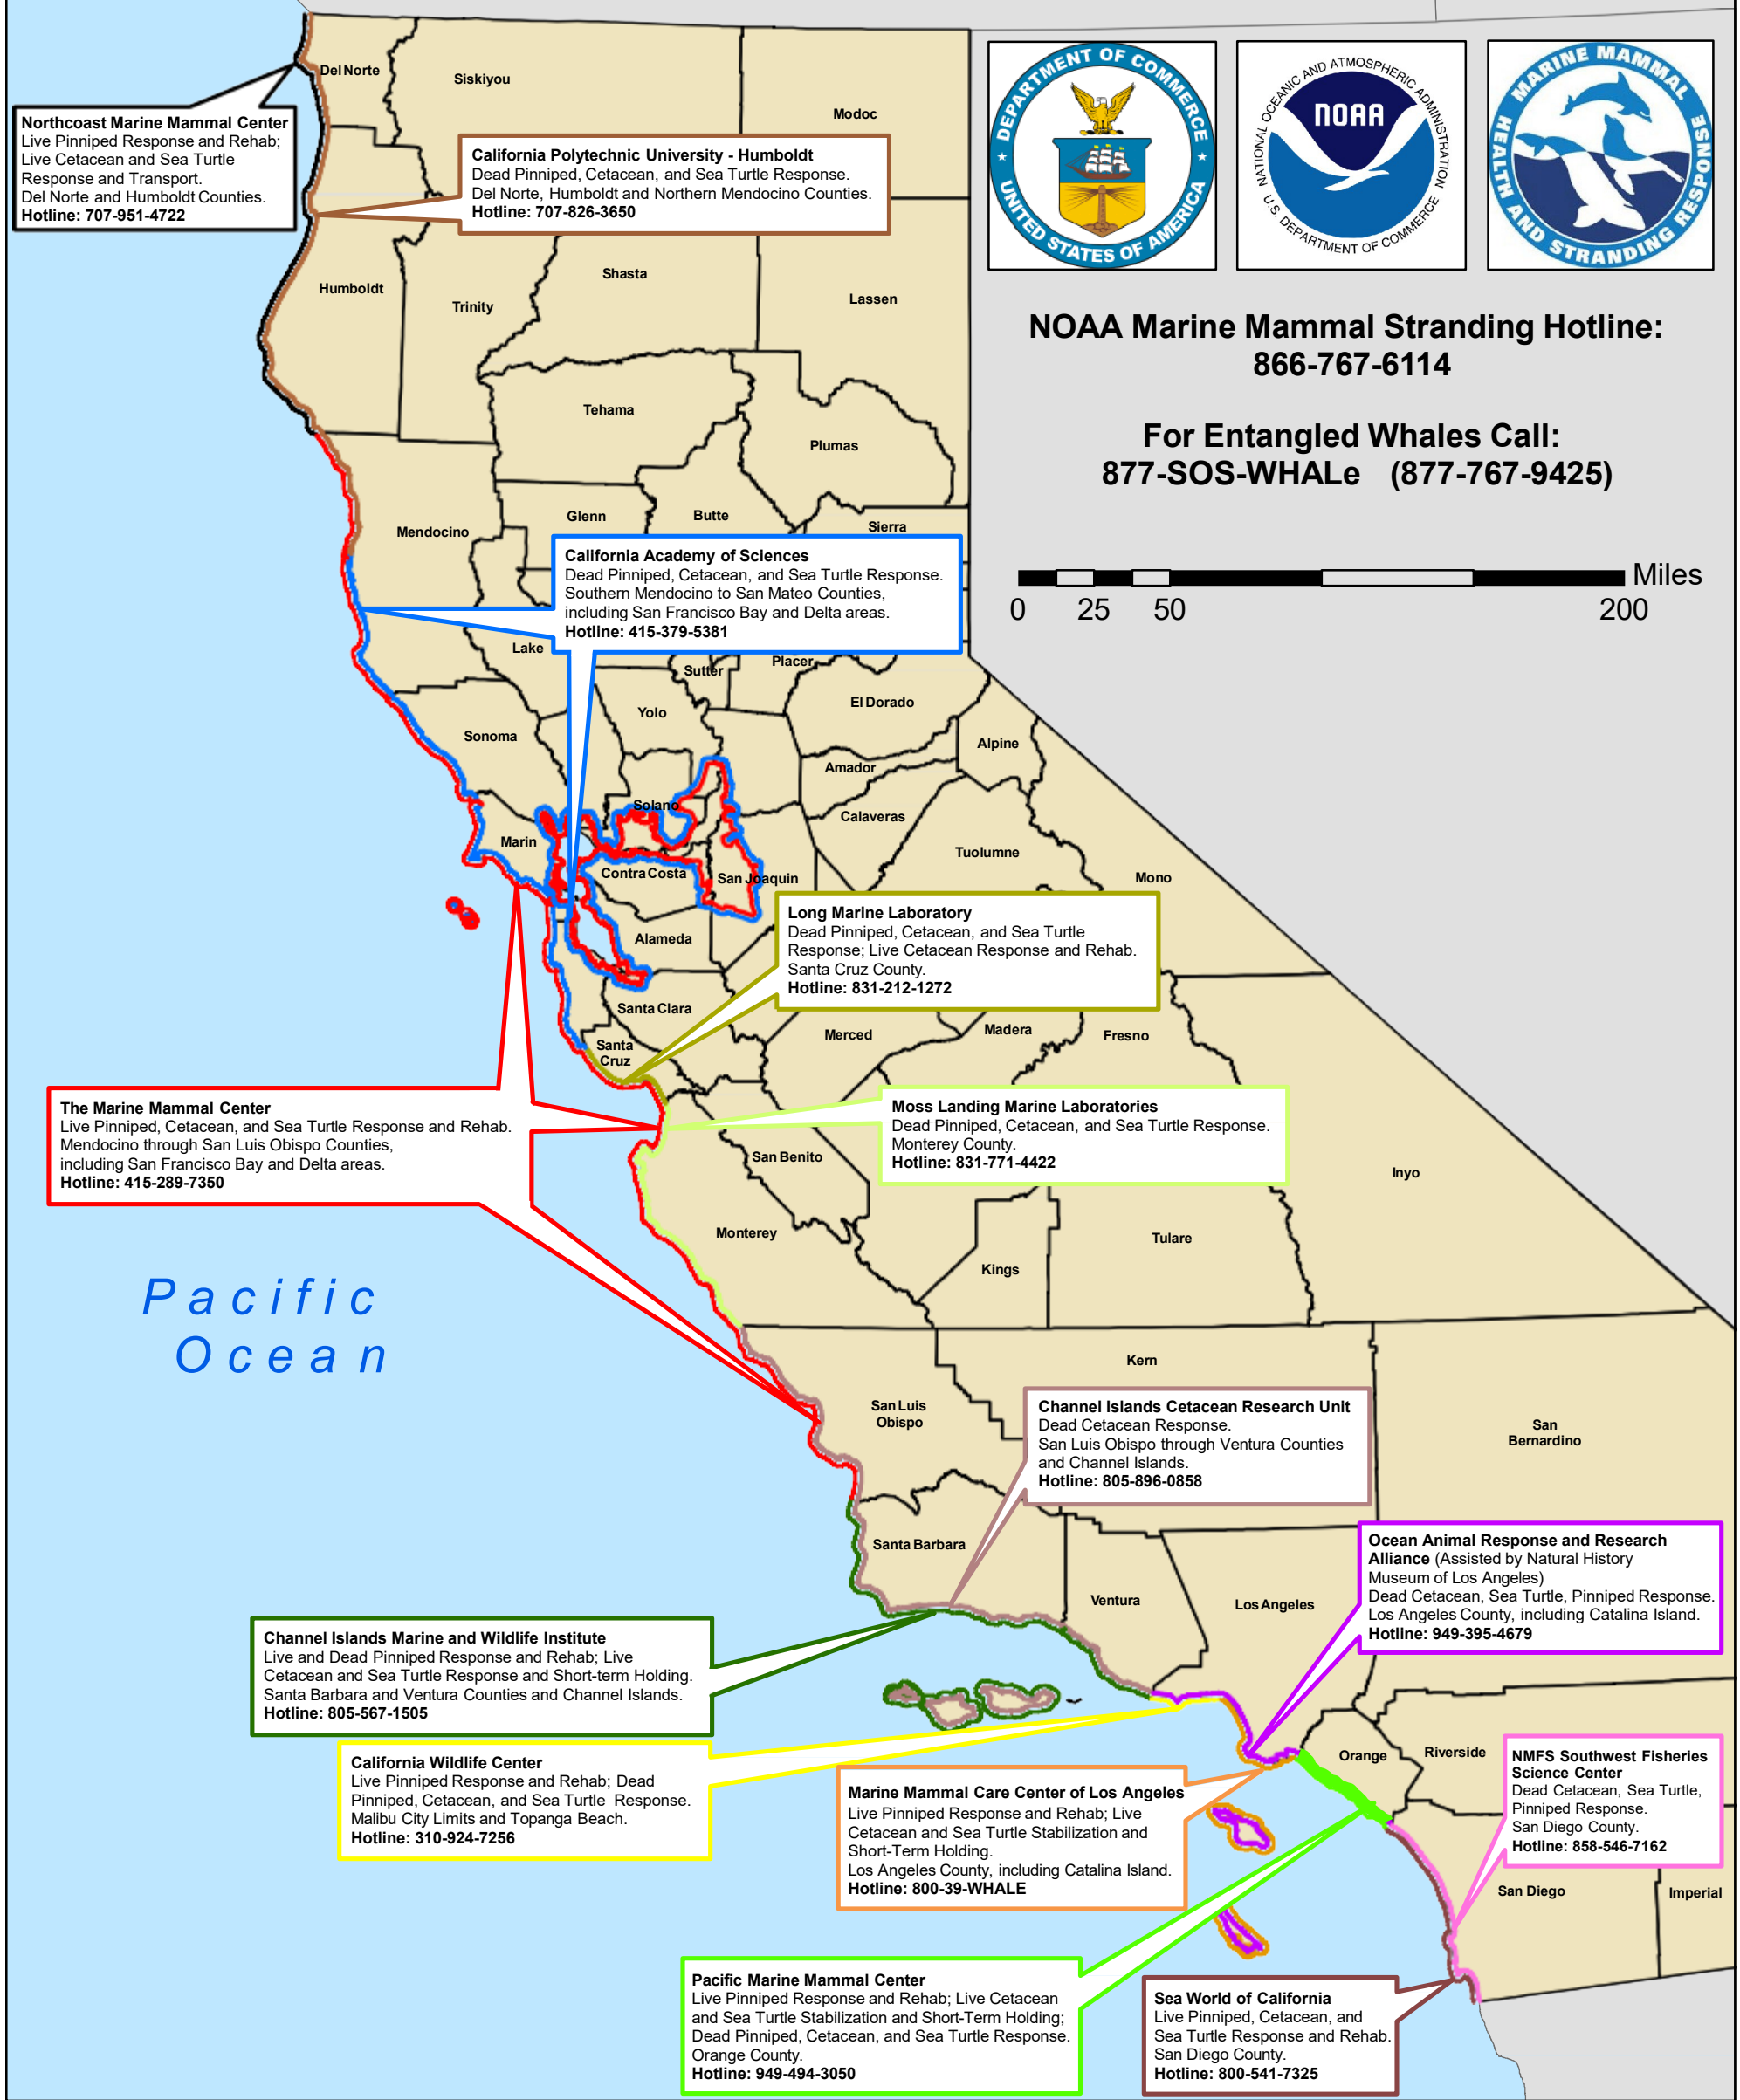 Del Norte
Siskiyou
Modoc
Northcoast Marine Mammal Center
Live Pinniped Response and Rehab;
Live Cetacean and Sea Turtle
Response and Transport.
Del Norte and Humboldt Counties.
Hotline: 707-951-4722
California Polytechnic University - Humboldt
Dead Pinniped, Cetacean, and Sea Turtle Response.
Del Norte, Humboldt and Northern Mendocino Counties.
Hotline: 707-826-3650
DEPARTMENT OF COMMERCE
UNITED STATES OF AMERICA
NATIONAL OCEANIC AND ATMOSPHERIC ADMINISTRATION
NOAA
U.S. DEPARTMENT OF COMMERCE
MARINE MAMMAL
HEALTH AND STRANDING RESPONSE
NOAA Marine Mammal Stranding Hotline:
866-767-6114
For Entangled Whales Call:
877-SOS-WHALe (877-767-9425)
Miles
0 25 50 200
Humboldt
Trinity
Shasta
Lassen
Tehama
Plumas
Mendocino
Glenn
Butte
Sierra
California Academy of Sciences
Dead Pinniped, Cetacean, and Sea Turtle Response.
Southern Mendocino to San Mateo Counties,
including San Francisco Bay and Delta areas.
Hotline: 415-379-5381
Lake
Sutter
Placer
El Dorado
Yolo
Sonoma
Alpine
Amador
Solano
Calaveras
Marin
Tuolumne
Contra Costa
San Joaquin
Mono
Alameda
Long Marine Laboratory
Dead Pinniped, Cetacean, and Sea Turtle
Response; Live Cetacean Response and Rehab.
Santa Cruz County.
Hotline: 831-212-1272
Santa Clara
Santa
Cruz
Merced
Madera
Fresno
The Marine Mammal Center
Live Pinniped, Cetacean, and Sea Turtle Response and Rehab.
Mendocino through San Luis Obispo Counties,
including San Francisco Bay and Delta areas.
Hotline: 415-289-7350
Moss Landing Marine Laboratories
Dead Pinniped, Cetacean, and Sea Turtle Response.
Monterey County.
Hotline: 831-771-4422
San Benito
Inyo
Monterey
Tulare
Kings
Pacific
Ocean
Kern
San Luis
Obispo
San
Bernardino
Channel Islands Cetacean Research Unit
Dead Cetacean Response.
San Luis Obispo through Ventura Counties
and Channel Islands.
Hotline: 805-896-0858
Santa Barbara
Ventura
Los Angeles
Ocean Animal Response and Research
Alliance (Assisted by Natural History
Museum of Los Angeles)
Dead Cetacean, Sea Turtle, Pinniped Response.
Los Angeles County, including Catalina Island.
Hotline: 949-395-4679
Channel Islands Marine and Wildlife Institute
Live and Dead Pinniped Response and Rehab; Live
Cetacean and Sea Turtle Response and Short-term Holding.
Santa Barbara and Ventura Counties and Channel Islands.
Hotline: 805-567-1505
California Wildlife Center
Live Pinniped Response and Rehab; Dead
Pinniped, Cetacean, and Sea Turtle Response.
Malibu City Limits and Topanga Beach.
Hotline: 310-924-7256
Marine Mammal Care Center of Los Angeles
Live Pinniped Response and Rehab; Live
Cetacean and Sea Turtle Stabilization and
Short-Term Holding.
Los Angeles County, including Catalina Island.
Hotline: 800-39-WHALE
Orange
Riverside
NMFS Southwest Fisheries
Science Center
Dead Cetacean, Sea Turtle,
Pinniped Response.
San Diego County.
Hotline: 858-546-7162
San Diego
Imperial
Pacific Marine Mammal Center
Live Pinniped Response and Rehab; Live Cetacean
and Sea Turtle Stabilization and Short-Term Holding;
Dead Pinniped, Cetacean, and Sea Turtle Response.
Orange County.
Hotline: 949-494-3050
Sea World of California
Live Pinniped, Cetacean, and
Sea Turtle Response and Rehab.
San Diego County.
Hotline: 800-541-7325